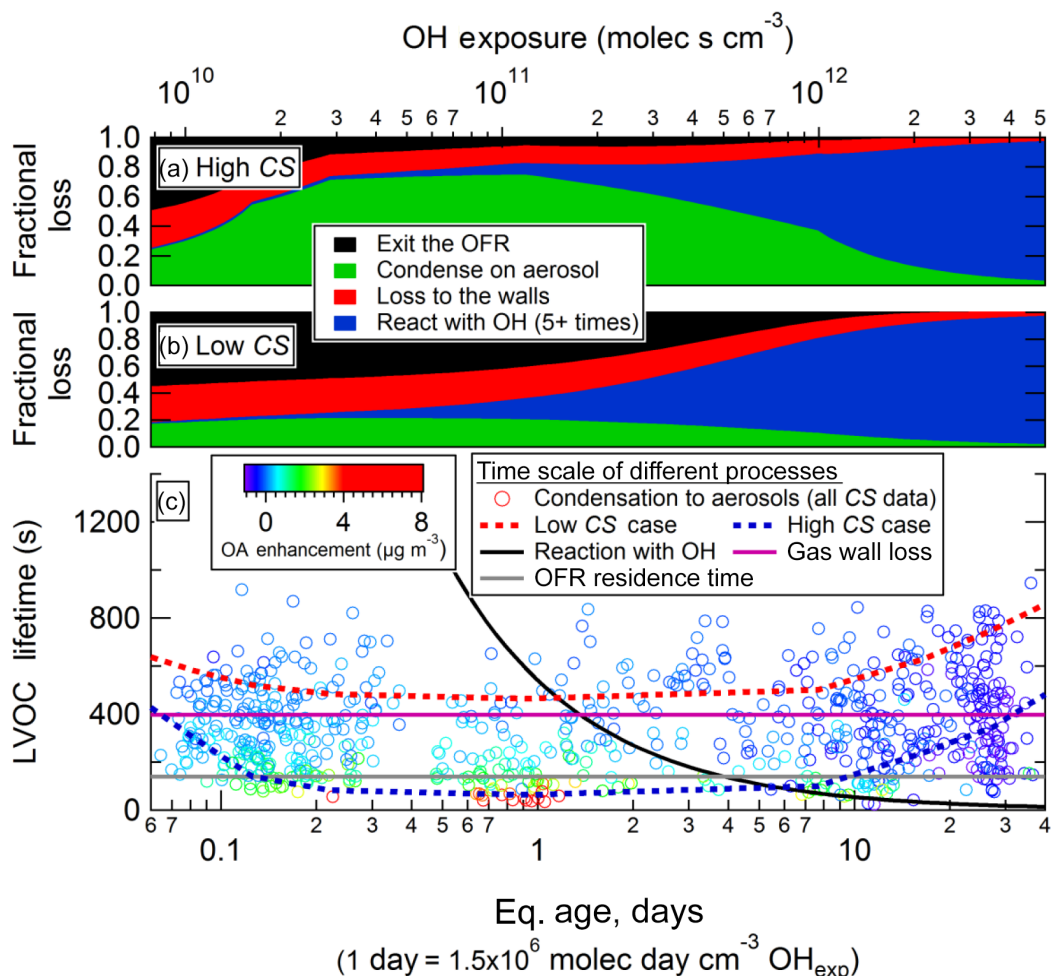 OH exposure (molec s cm⁻³)
10¹⁰ 10¹¹ 10¹²
2 3 4 5 6 7 2 3 4 5 6 7 2 3 4 5
Fractional loss
1.0
0.8
0.6
0.4
0.2
0.0
(a) High CS
Exit the OFR
Condense on aerosol
Loss to the walls
React with OH (5+ times)
Fractional loss
1.0
0.8
0.6
0.4
0.2
0.0
(b) Low CS
LVOC lifetime (s)
1200
800
400
0
(c)
0 4 8
OA enhancement (µg m⁻³)
Time scale of different processes
Condensation to aerosols (all CS data)
Low CS case High CS case
Reaction with OH Gas wall loss
OFR residence time
6 7 2 3 4 5 6 7 2 3 4 5 6 7 2 3 4
0.1 1 10
Eq. age, days
(1 day = 1.5x10⁶ molec day cm⁻³ OHₑₓₚ)